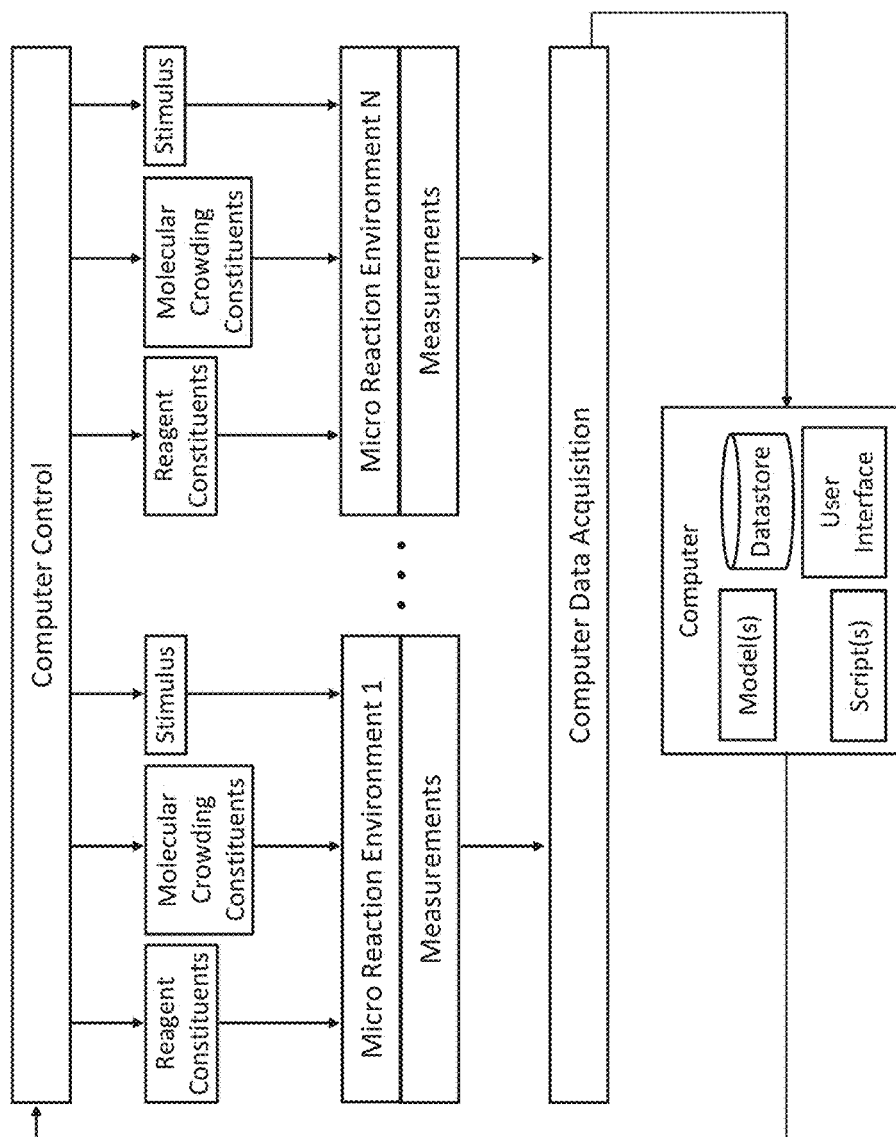 Computer Control
Reagent
Constituents
Molecular
Crowding
Constituents
Stimulus
Reagent
Constituents
Molecular
Crowding
Constituents
Stimulus
Micro Reaction Environment 1
Measurements
Micro Reaction Environment N
Measurements
Computer Data Acquisition
Computer
Model(s)
Datastore
Script(s)
User
Interface